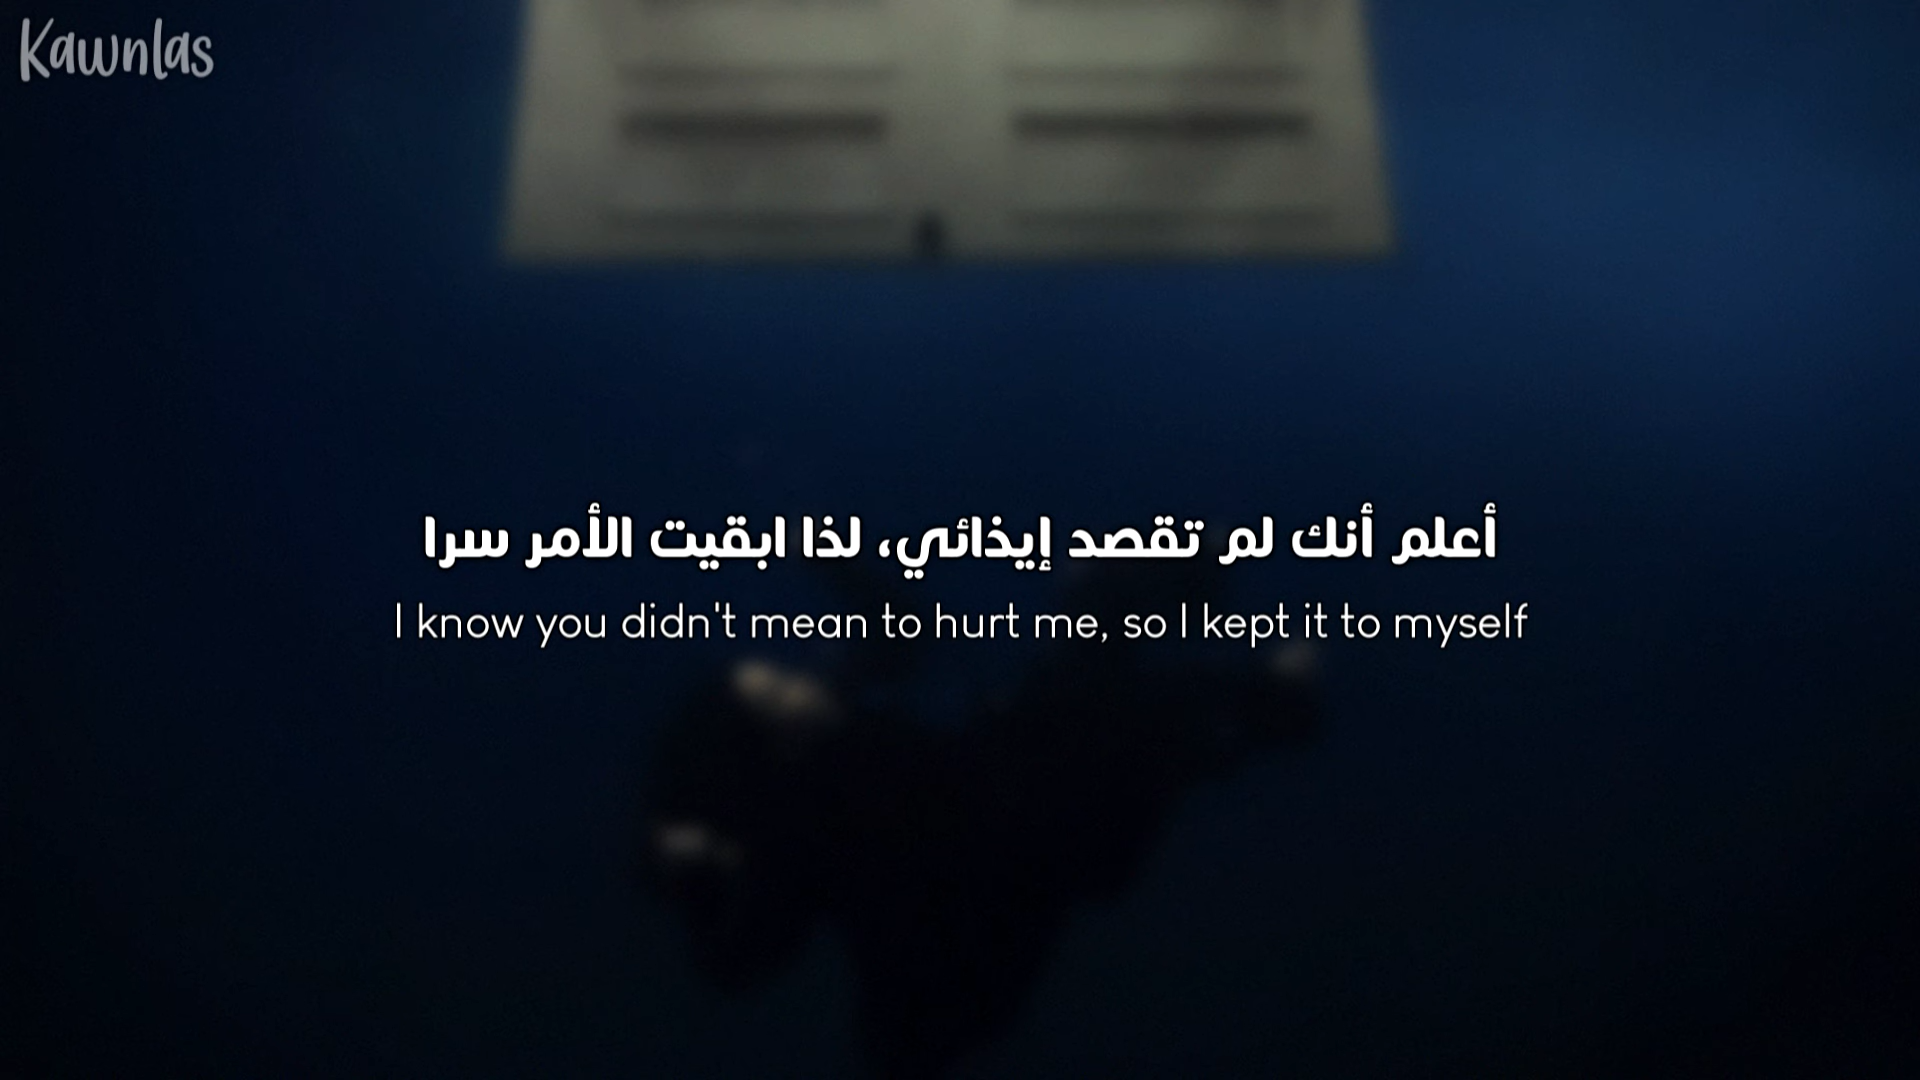 Kawnlas
أعلم أنك لم تقصد إيذائي، لذا ابقيت الأمر سرا
I know you didn't mean to hurt me, so I kept it to myself